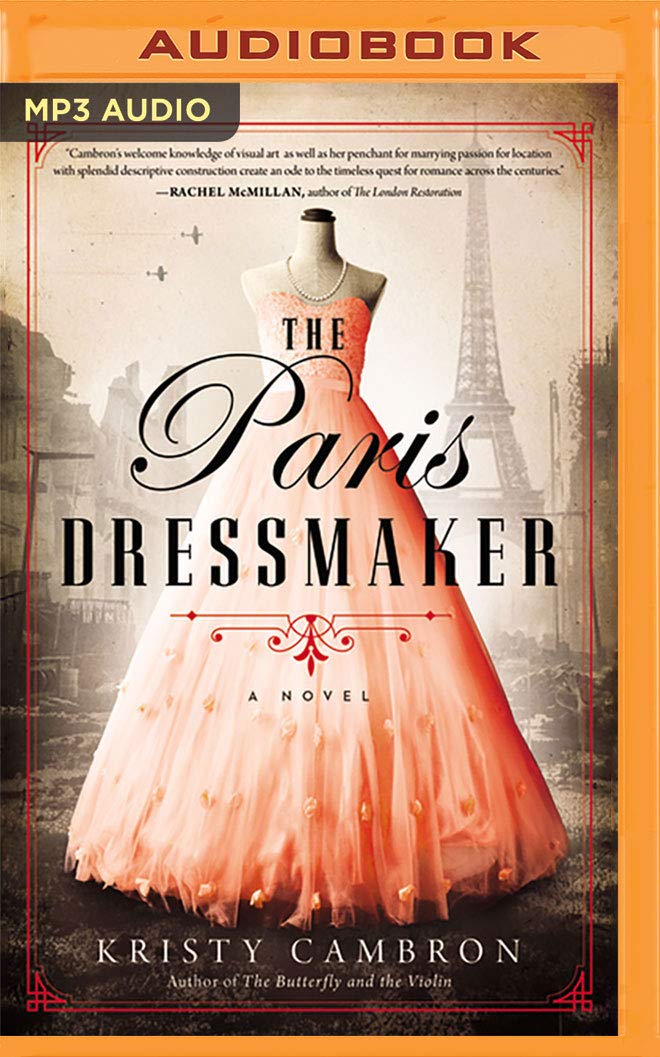 AUDIOBOOK
MP3 AUDIO
“Cambron's welcome knowledge of visual art as well as her penchant for marrying passion for location
with splendid descriptive construction create an ode to the timeless quest for romance across the centuries.”
—RACHEL McMILLAN, author of The London Restoration
THE
Paris
DRESSMAKER
A NOVEL
KRISTY CAMBRON
Author of The Butterfly and the Violin